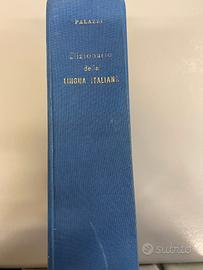 PALAZZI
Dizionario
della
LINGUA ITALIANA
subito